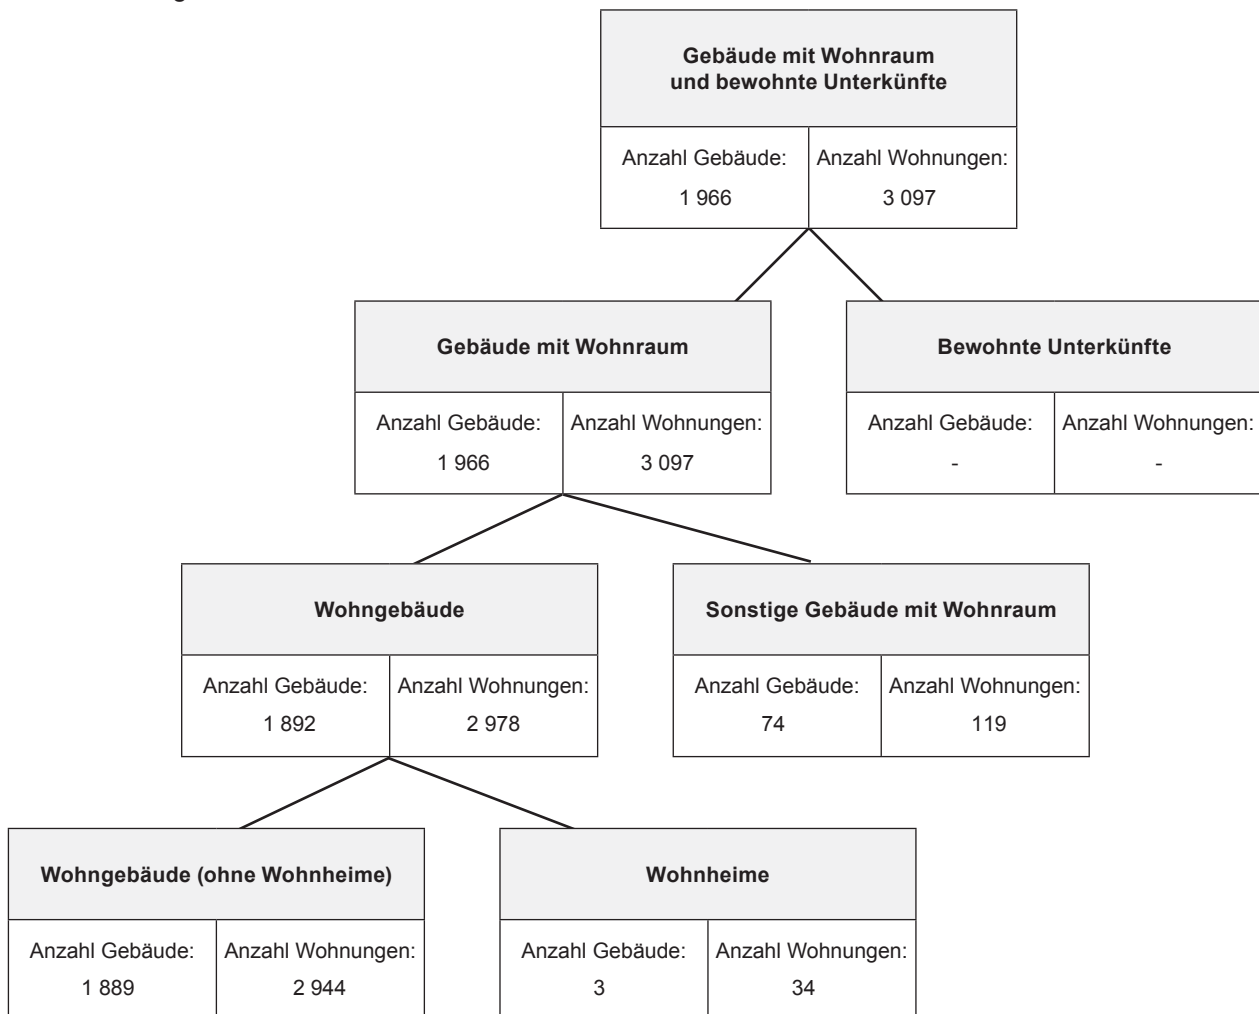 Gebäude mit Wohnraum
und bewohnte Unterkünfte
Anzahl Gebäude: Anzahl Wohnungen:
1 966 3 097
Gebäude mit Wohnraum Bewohnte Unterkünfte
Anzahl Gebäude: Anzahl Wohnungen: Anzahl Gebäude: Anzahl Wohnungen:
1 966 3 097 - -
Wohngebäude Sonstige Gebäude mit Wohnraum
Anzahl Gebäude: Anzahl Wohnungen: Anzahl Gebäude: Anzahl Wohnungen:
1 892 2 978 74 119
Wohngebäude (ohne Wohnheime) Wohnheime
Anzahl Gebäude: Anzahl Wohnungen: Anzahl Gebäude: Anzahl Wohnungen:
1 889 2 944 3 34